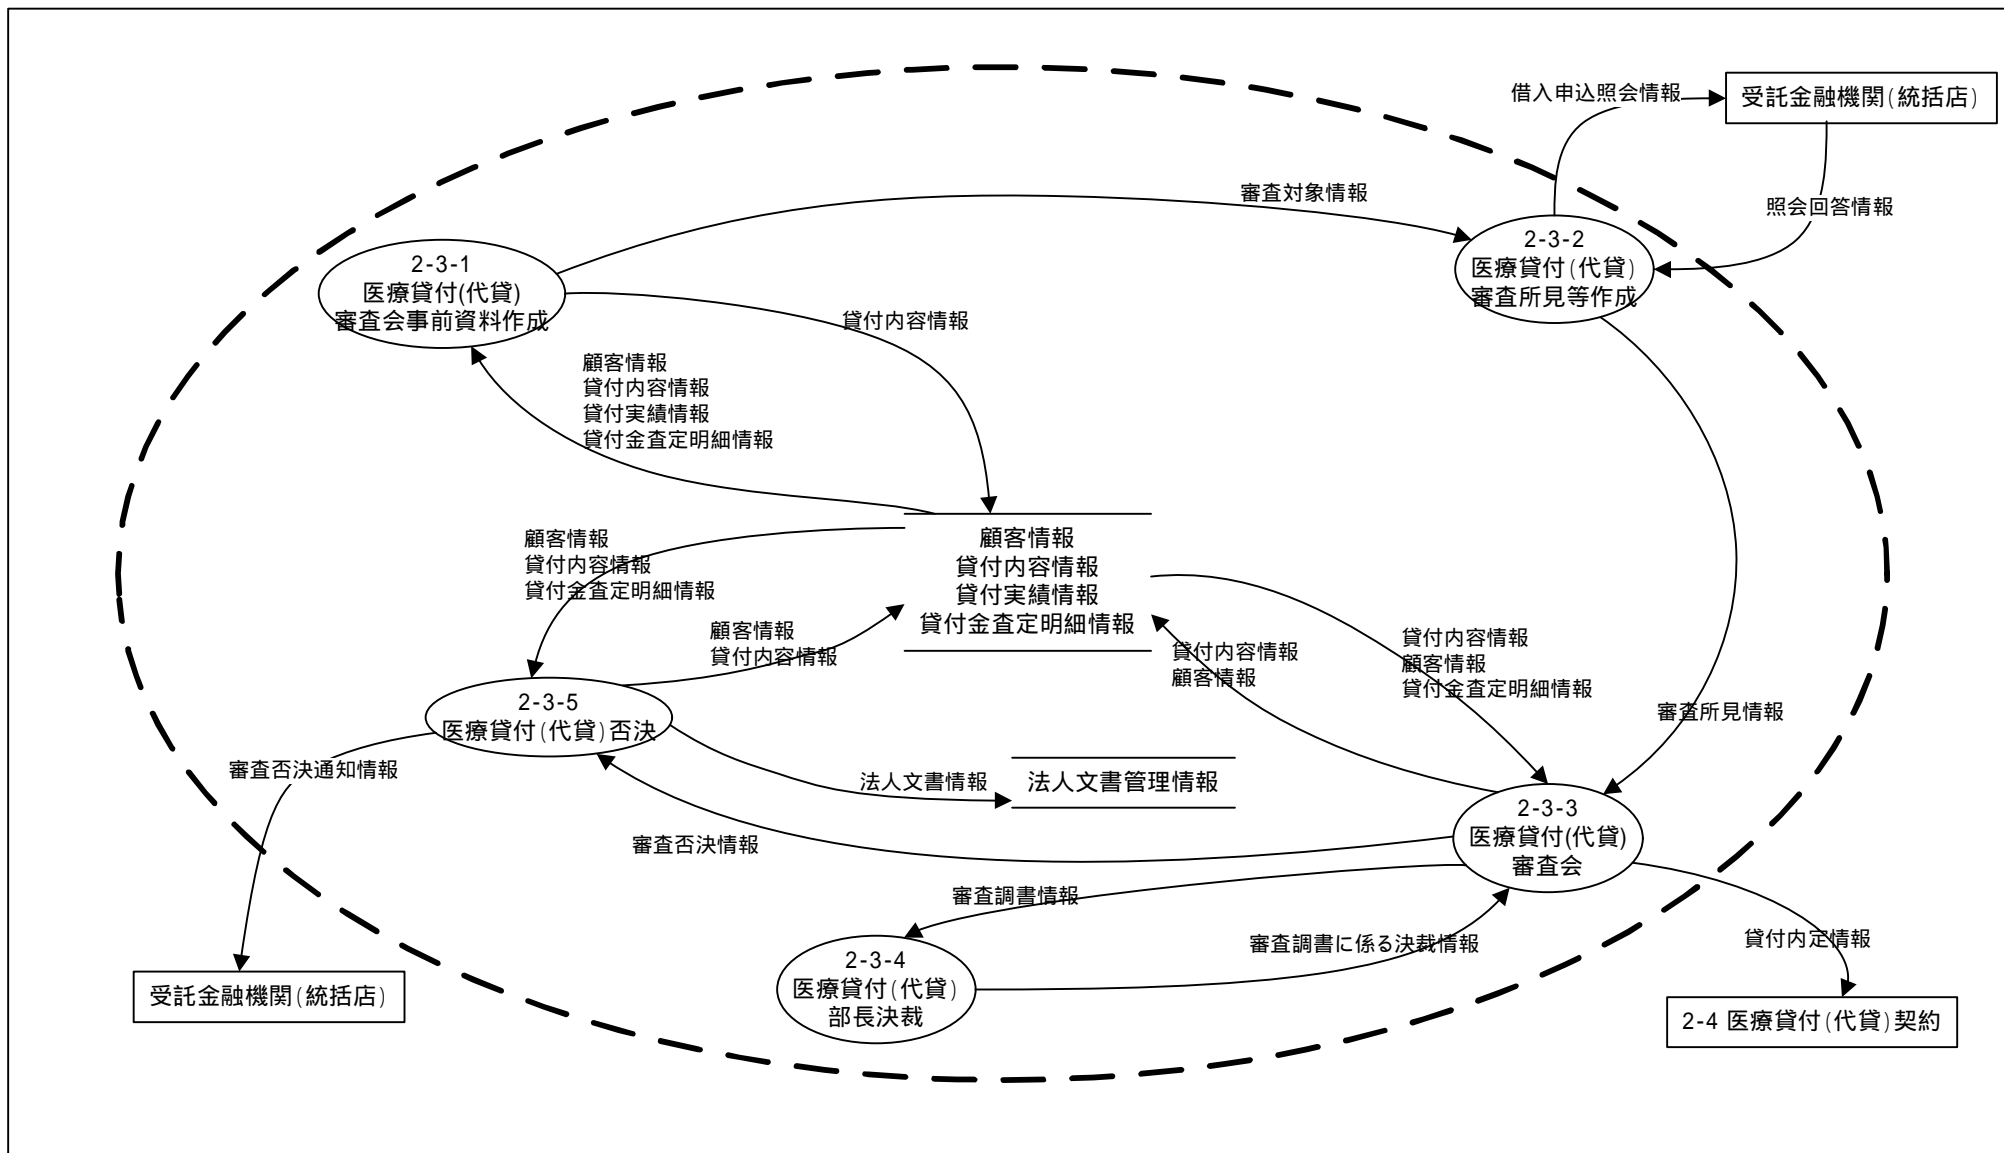 借入申込照会情報
受託金融機関(統括店)
審査対象情報
照会回答情報
2-3-1
医療貸付(代貸)
審査会事前資料作成
2-3-2
医療貸付(代貸)
審査所見等作成
貸付内容情報
顧客情報
貸付内容情報
貸付実績情報
貸付金査定明細情報
顧客情報
貸付内容情報
貸付金査定明細情報
顧客情報
貸付内容情報
貸付実績情報
貸付金査定明細情報
顧客情報
貸付内容情報
貸付内容情報
顧客情報
貸付内容情報
顧客情報
貸付金査定明細情報
2-3-5
医療貸付(代貸)否決
審査所見情報
審査否決通知情報
法人文書情報
法人文書管理情報
2-3-3
医療貸付(代貸)
審査会
審査否決情報
審査調書情報
審査調書に係る決裁情報
貸付内定情報
2-3-4
医療貸付(代貸)
部長決裁
受託金融機関(統括店)
2-4 医療貸付(代貸)契約